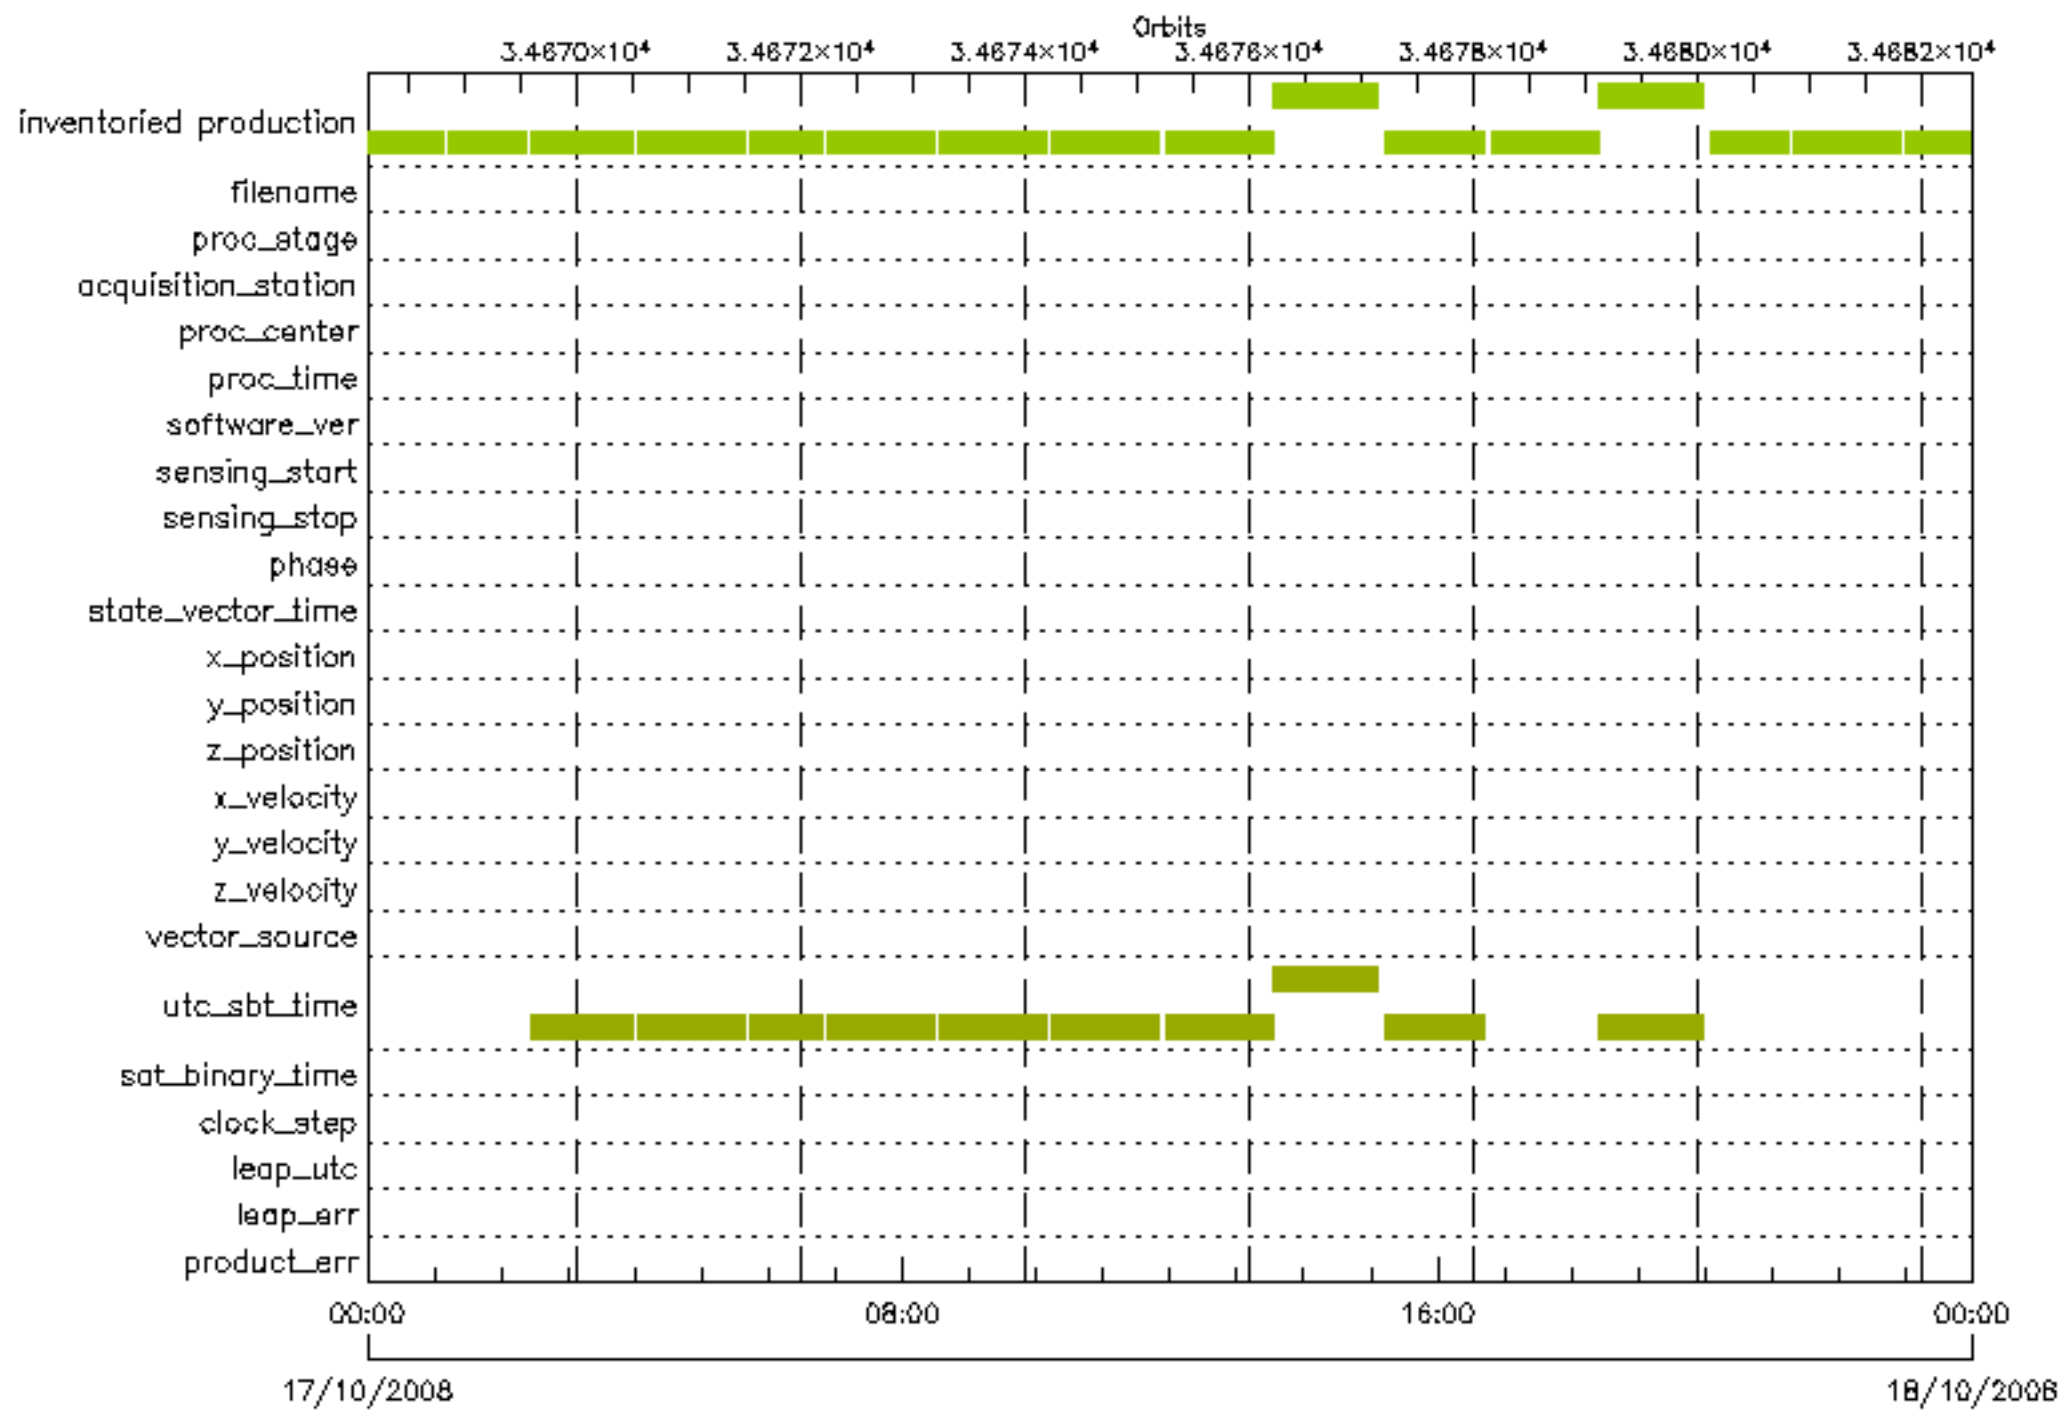 Orbits
3.4670×10⁴ 3.4672×10⁴ 3.4674×10⁴ 3.4676×10⁴ 3.4678×10⁴ 3.4680×10⁴ 3.4682×10⁴
inventoried production
filename
proc_stage
acquisition_station
proc_center
proc_time
software_ver
sensing_start
sensing_stop
phase
state_vector_time
x_position
y_position
z_position
x_velocity
y_velocity
z_velocity
vector_source
utc_sbt_time
sat_binary_time
clock_step
leap_utc
leap_err
product_err
00:00 08:00 16:00 00:00
17/10/2008 18/10/2008